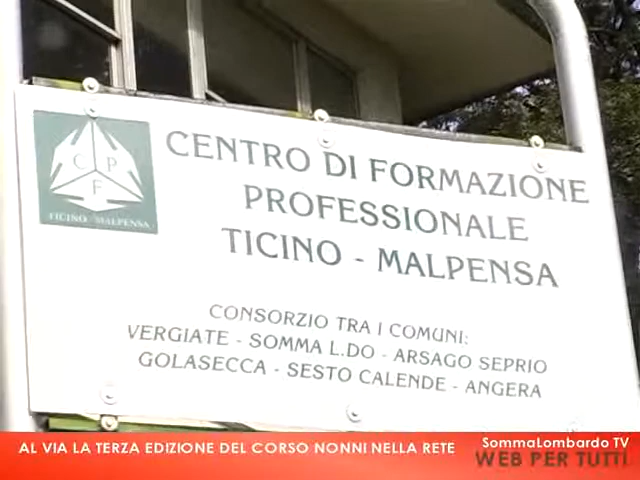 CPF
TICINO - MALPENSA
CENTRO DI FORMAZIONE
PROFESSIONALE
TICINO - MALPENSA
CONSORZIO TRA I COMUNI:
VERGIATE - SOMMA L.DO - ARSAGO SEPRIO
GOLASECCA - SESTO CALENDE - ANGERA
AL VIA LA TERZA EDIZIONE DEL CORSO NONNI NELLA RETE
SommaLombardo TV
WEB PER TUTTI